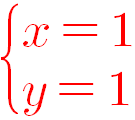 x = 1
y = 1